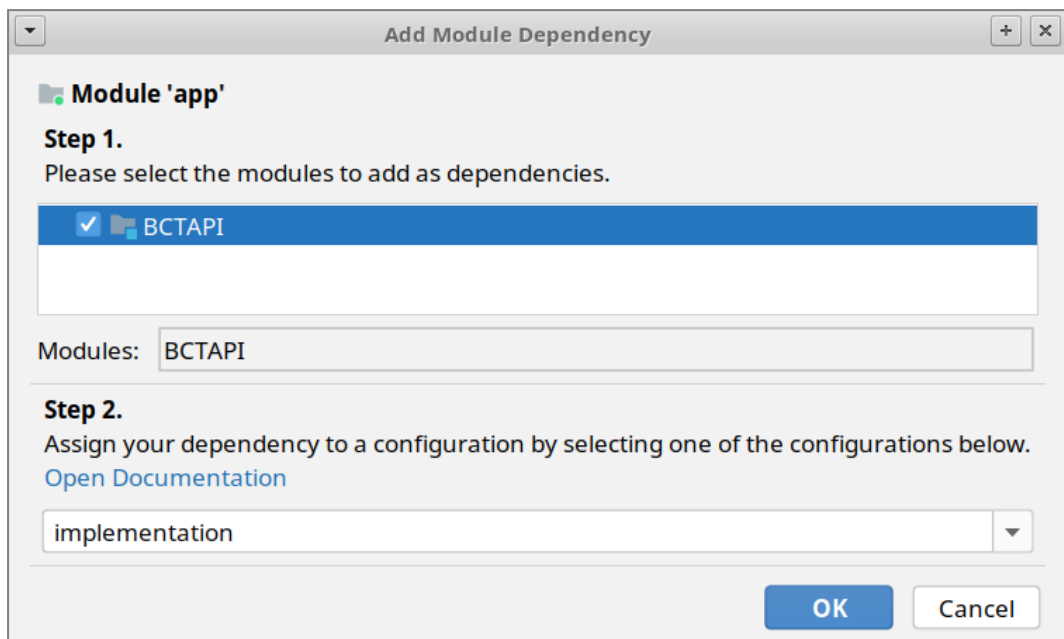 Add Module Dependency
Module 'app'
Step 1.
Please select the modules to add as dependencies.
BCTAPI
Modules: BCTAPI
Step 2.
Assign your dependency to a configuration by selecting one of the configurations below.
Open Documentation
implementation
OK Cancel